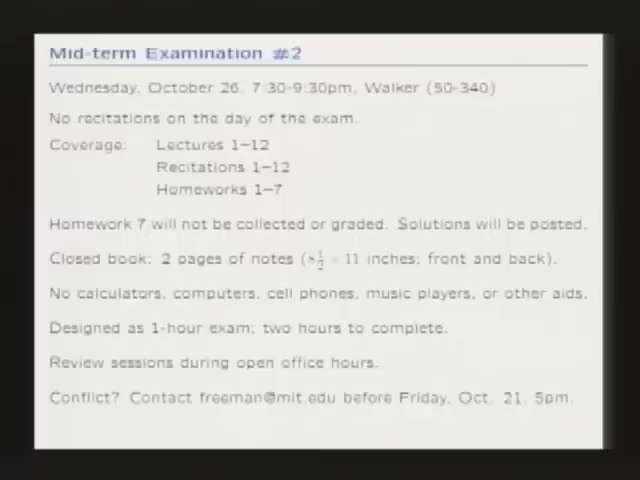 Mid-term Examination #2
Wednesday, October 26, 7:30-9:30pm, Walker (50-340)
No recitations on the day of the exam.
Coverage: Lectures 1–12
Recitations 1–12
Homeworks 1–7
Homework 7 will not be collected or graded. Solutions will be posted.
Closed book: 2 pages of notes (8 1/2 × 11 inches; front and back).
No calculators, computers, cell phones, music players, or other aids.
Designed as 1-hour exam; two hours to complete.
Review sessions during open office hours.
Conflict? Contact freeman@mit.edu before Friday, Oct. 21, 5pm.